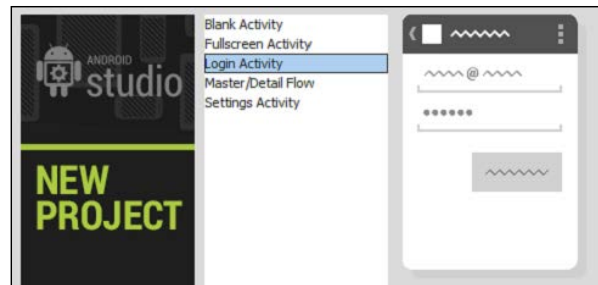 ANDROID
studio
NEW
PROJECT
Blank Activity
Fullscreen Activity
Login Activity
Master/Detail Flow
Settings Activity
@